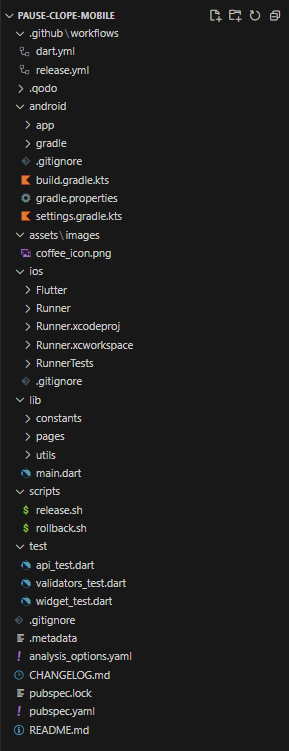 PAUSE-CLOPE-MOBILE
.github\workflows
dart.yml
release.yml
.qodo
android
app
gradle
.gitignore
build.gradle.kts
gradle.properties
settings.gradle.kts
assets\images
coffee_icon.png
ios
Flutter
Runner
Runner.xcodeproj
Runner.xcworkspace
RunnerTests
.gitignore
lib
constants
pages
utils
main.dart
scripts
release.sh
rollback.sh
test
api_test.dart
validators_test.dart
widget_test.dart
.gitignore
.metadata
analysis_options.yaml
CHANGELOG.md
pubspec.lock
pubspec.yaml
README.md